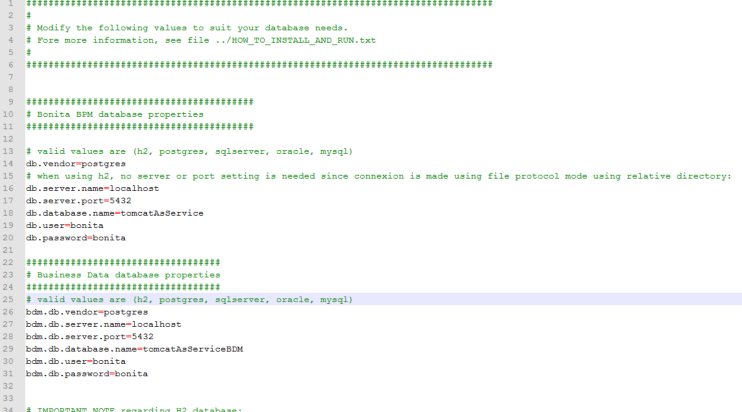 1 #####################################################################################
2 #
3 # Modify the following values to suit your database needs.
4 # Fore more information, see file ../HOW_TO_INSTALL_AND_RUN.txt
5 #
6 #####################################################################################
7
8
9 #########################################
10 # Bonita BPM database properties
11 #########################################
12
13 # valid values are (h2, postgres, sqlserver, oracle, mysql)
14 db.vendor=postgres
15 # when using h2, no server or port setting is needed since connexion is made using file protocol mode using relative directory:
16 db.server.name=localhost
17 db.server.port=5432
18 db.database.name=tomcatAsService
19 db.user=bonita
20 db.password=bonita
21
22 ###################################
23 # Business Data database properties
24 ###################################
25 # valid values are (h2, postgres, sqlserver, oracle, mysql)
26 bdm.db.vendor=postgres
27 bdm.db.server.name=localhost
28 bdm.db.server.port=5432
29 bdm.db.database.name=tomcatAsServiceBDM
30 bdm.db.user=bonita
31 bdm.db.password=bonita
32
33
34 # IMPORTANT NOTE regarding H2 database: